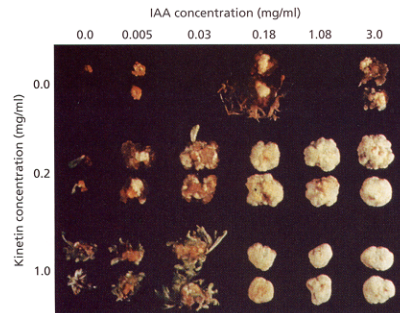 IAA concentration (mg/ml)
0.0 0.005 0.03 0.18 1.08 3.0
Kinetin concentration (mg/ml)
0.0
0.2
1.0